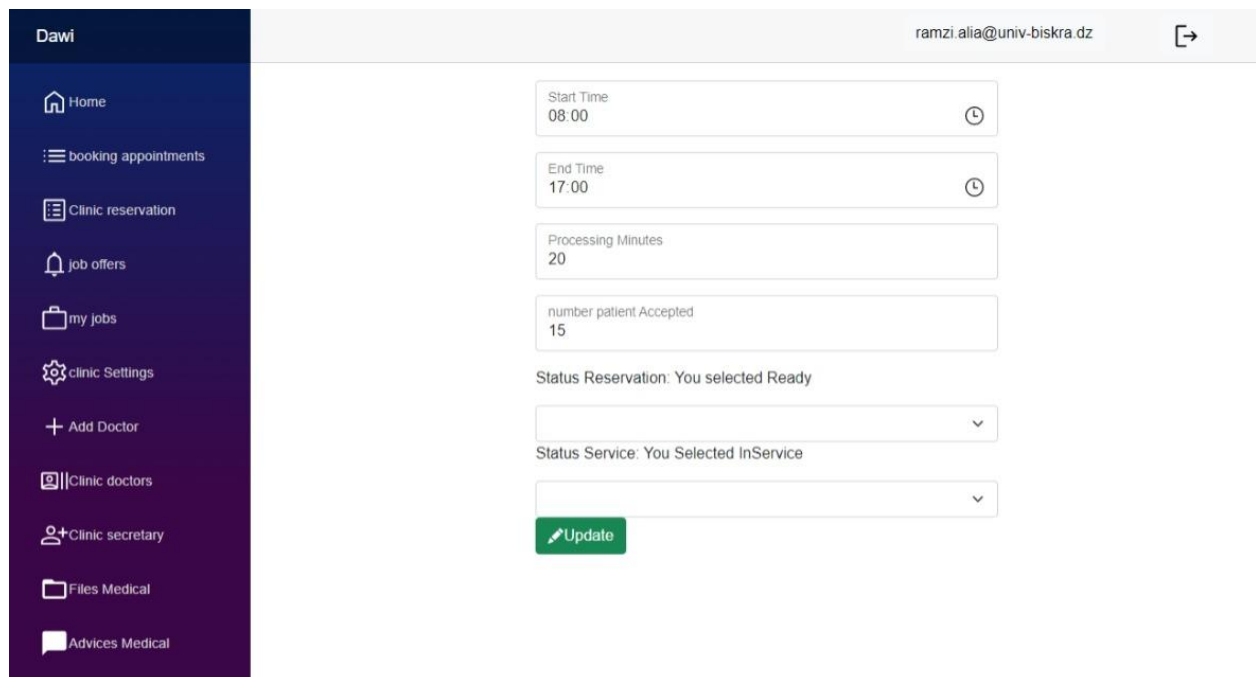 Dawi
ramzi.alia@univ-biskra.dz
Home
booking appointments
Clinic reservation
job offers
my jobs
clinic Settings
Add Doctor
Clinic doctors
Clinic secretary
Files Medical
Advices Medical
Start Time
08:00
End Time
17:00
Processing Minutes
20
number patient Accepted
15
Status Reservation: You selected Ready
Status Service: You Selected InService
Update